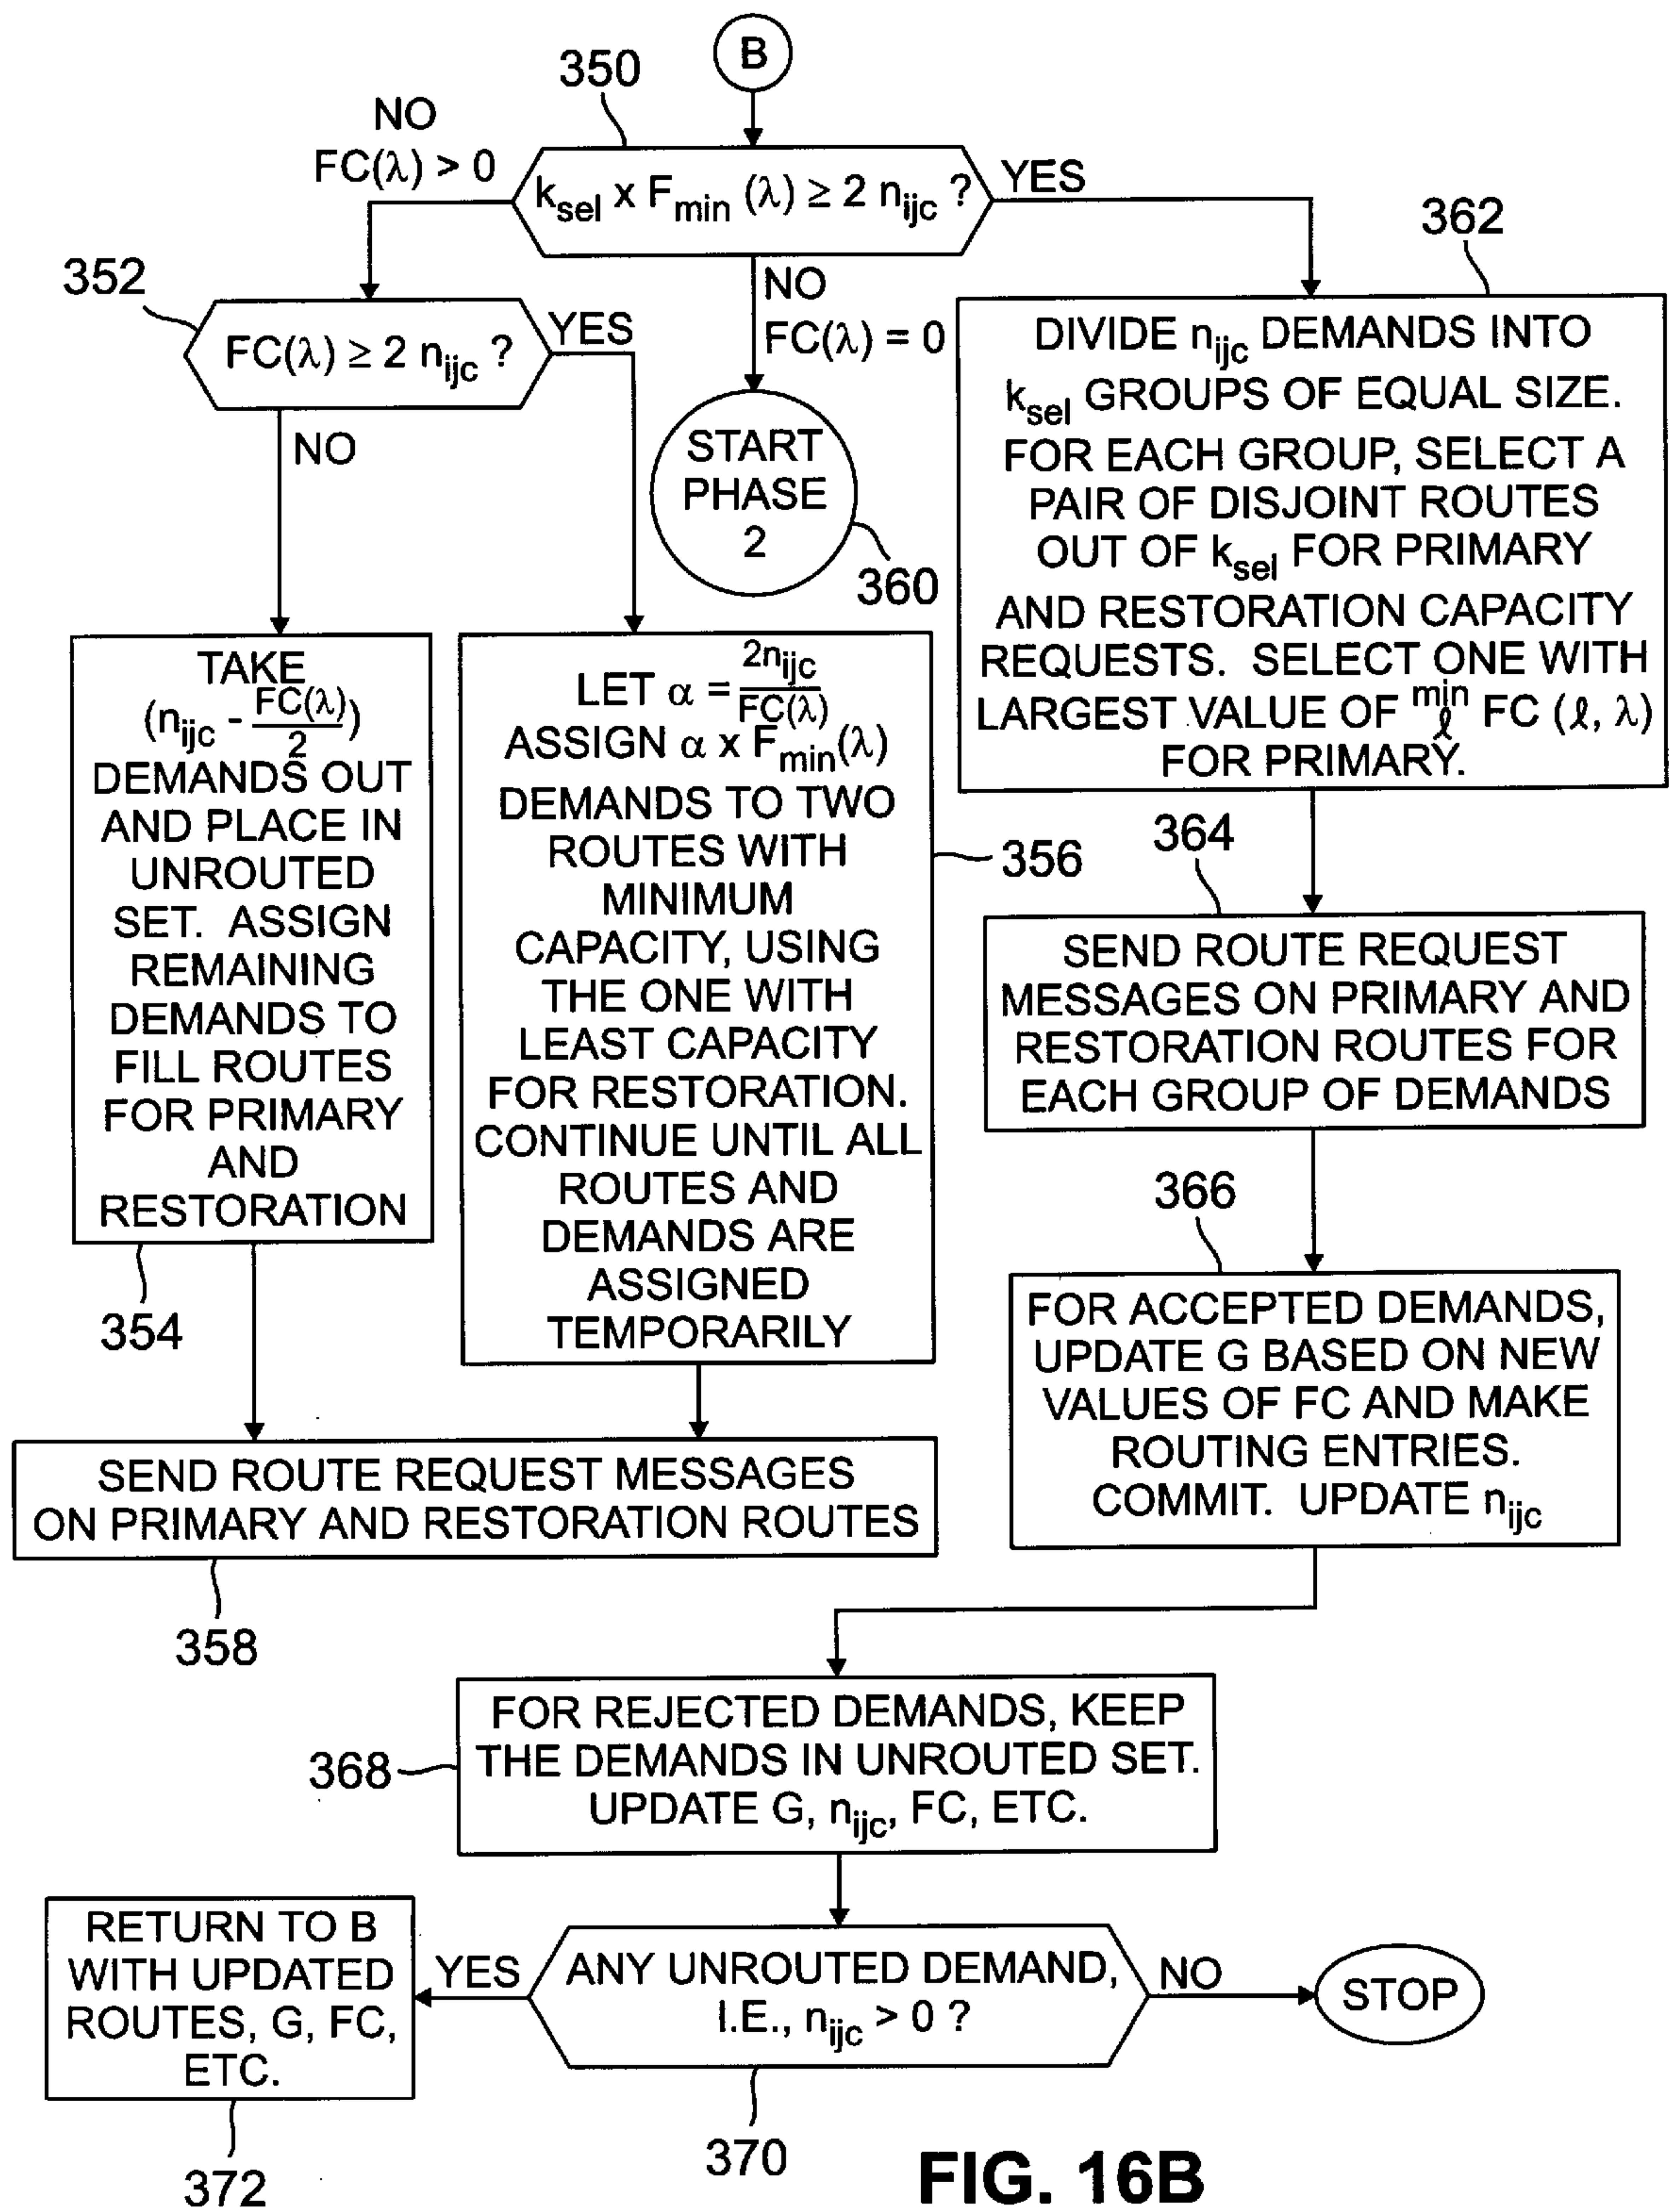 B
350
NO
FC(λ) > 0
k_sel x F_min (λ) ≥ 2 n_ijc ?
YES
362
352
FC(λ) ≥ 2 n_ijc ?
YES
NO
NO
FC(λ) = 0
START
PHASE
2
360
DIVIDE n_ijc DEMANDS INTO
k_sel GROUPS OF EQUAL SIZE.
FOR EACH GROUP, SELECT A
PAIR OF DISJOINT ROUTES
OUT OF k_sel FOR PRIMARY
AND RESTORATION CAPACITY
REQUESTS. SELECT ONE WITH
LARGEST VALUE OF min_ℓ FC (ℓ, λ)
FOR PRIMARY.
TAKE
(n_ijc - FC(λ)/2)
DEMANDS OUT
AND PLACE IN
UNROUTED
SET. ASSIGN
REMAINING
DEMANDS TO
FILL ROUTES
FOR PRIMARY
AND
RESTORATION
354
LET α = 2n_ijc/FC(λ)
ASSIGN α x F_min(λ)
DEMANDS TO TWO
ROUTES WITH
MINIMUM
CAPACITY, USING
THE ONE WITH
LEAST CAPACITY
FOR RESTORATION.
CONTINUE UNTIL ALL
ROUTES AND
DEMANDS ARE
ASSIGNED
TEMPORARILY
356
364
SEND ROUTE REQUEST
MESSAGES ON PRIMARY AND
RESTORATION ROUTES FOR
EACH GROUP OF DEMANDS
366
FOR ACCEPTED DEMANDS,
UPDATE G BASED ON NEW
VALUES OF FC AND MAKE
ROUTING ENTRIES.
COMMIT. UPDATE n_ijc
SEND ROUTE REQUEST MESSAGES
ON PRIMARY AND RESTORATION ROUTES
358
FOR REJECTED DEMANDS, KEEP
THE DEMANDS IN UNROUTED SET.
UPDATE G, n_ijc, FC, ETC.
368
ANY UNROUTED DEMAND,
I.E., n_ijc > 0 ?
YES
NO
STOP
370
RETURN TO B
WITH UPDATED
ROUTES, G, FC,
ETC.
372
FIG. 16B